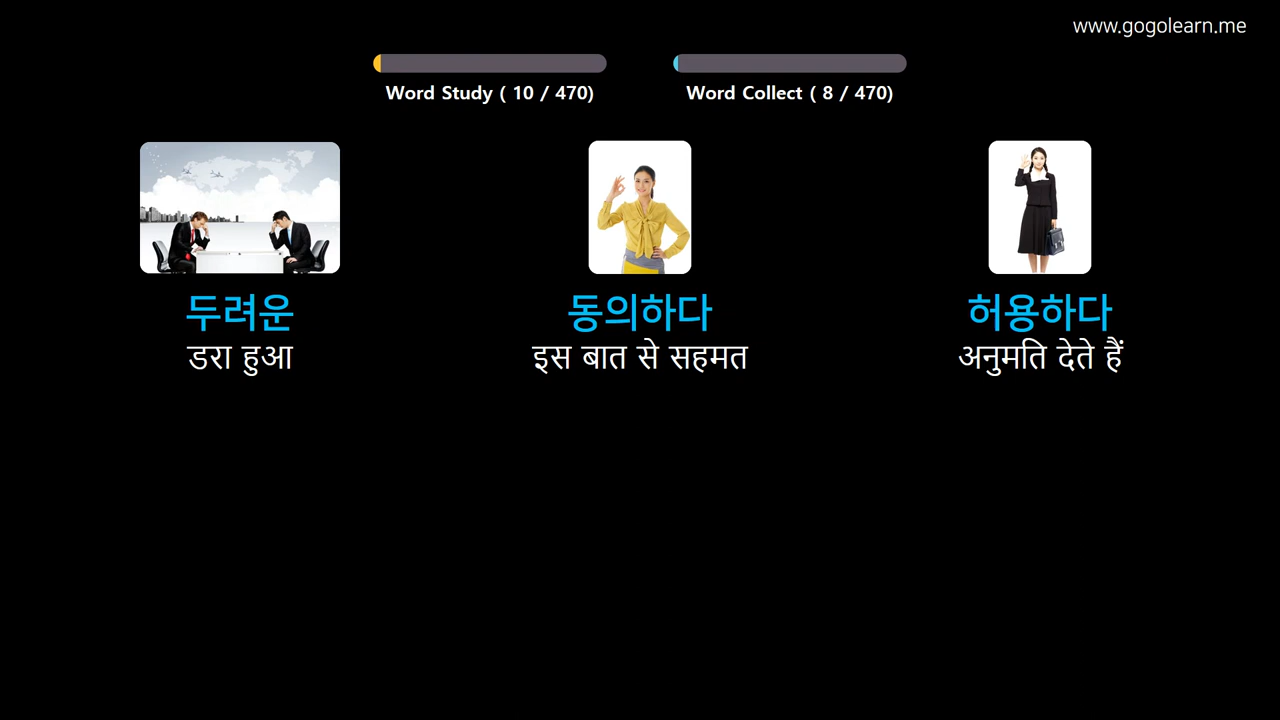 www.gogolearn.me
Word Study ( 10 / 470)
Word Collect ( 8 / 470)
두려운
동의하다
허용하다
डरा हुआ
इस बात से सहमत
अनुमति देते हैं